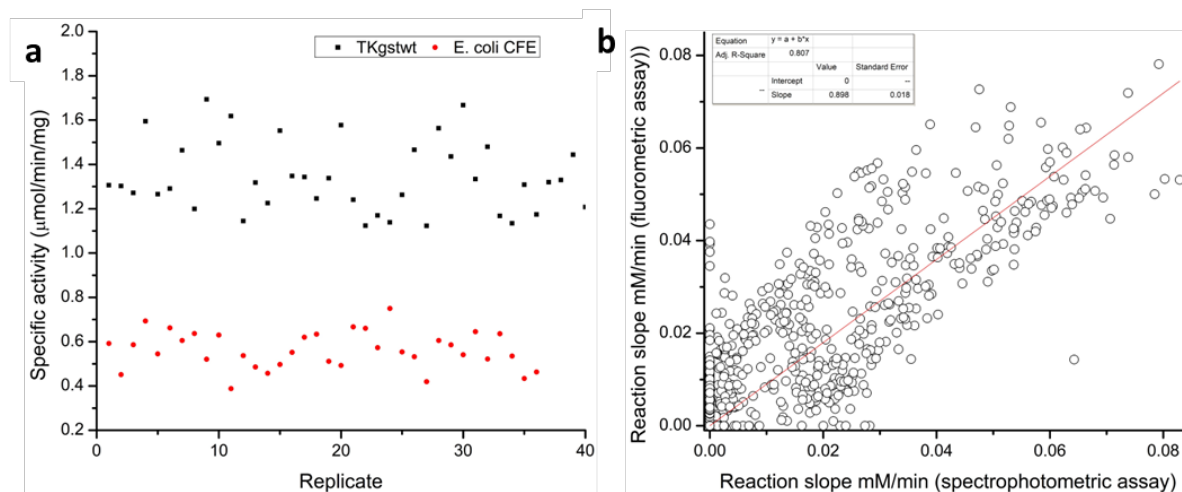 a
2.0
1.8
1.6
1.4
1.2
1.0
0.8
0.6
0.4
0.2
TKgstwt E. coli CFE
Specific activity (μmol/min/mg)
0 10 20 30 40
Replicate
b
0.08
0.06
0.04
0.02
0.00
Equation y = a + b*x
Adj. R-Square 0.807
Value Standard Error
-- Intercept 0 --
Slope 0.898 0.018
Reaction slope mM/min (fluorometric assay))
0.00 0.02 0.04 0.06 0.08
Reaction slope mM/min (spectrophotometric assay)